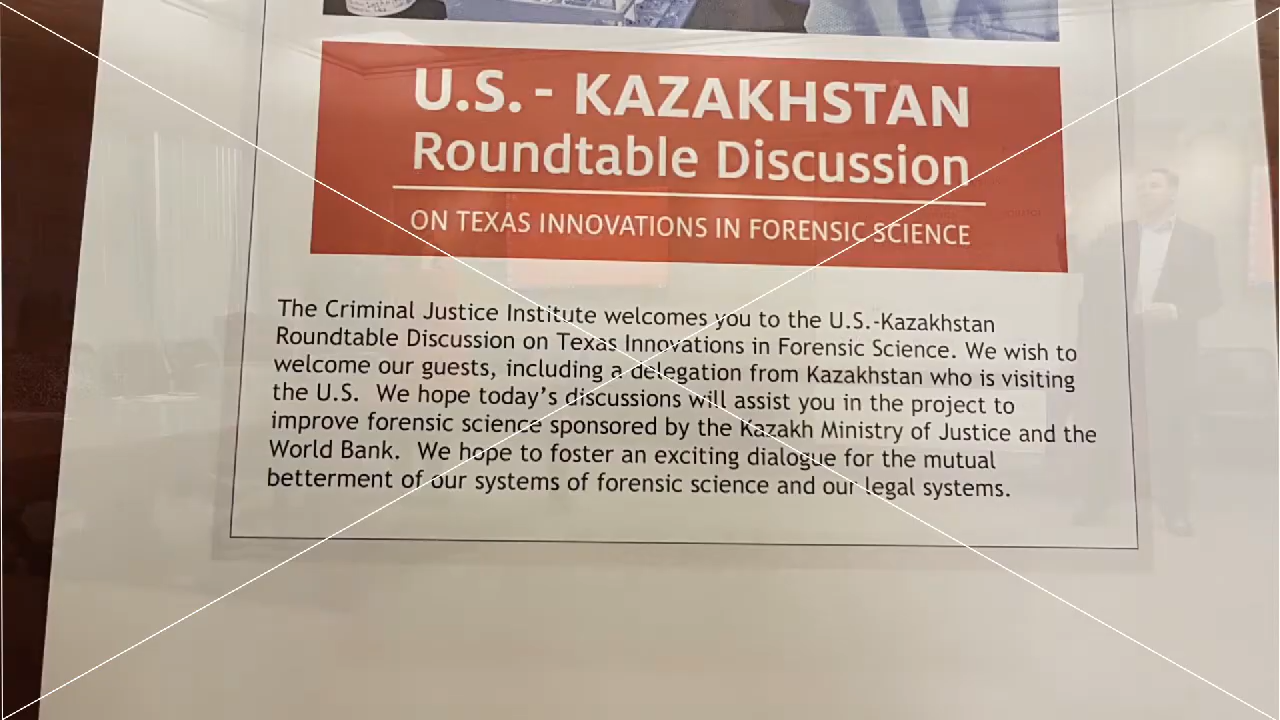 U.S. - KAZAKHSTAN
Roundtable Discussion
ON TEXAS INNOVATIONS IN FORENSIC SCIENCE
The Criminal Justice Institute welcomes you to the U.S.-Kazakhstan
Roundtable Discussion on Texas Innovations in Forensic Science. We wish to
welcome our guests, including a delegation from Kazakhstan who is visiting
the U.S.  We hope today's discussions will assist you in the project to
improve forensic science sponsored by the Kazakh Ministry of Justice and the
World Bank.  We hope to foster an exciting dialogue for the mutual
betterment of our systems of forensic science and our legal systems.